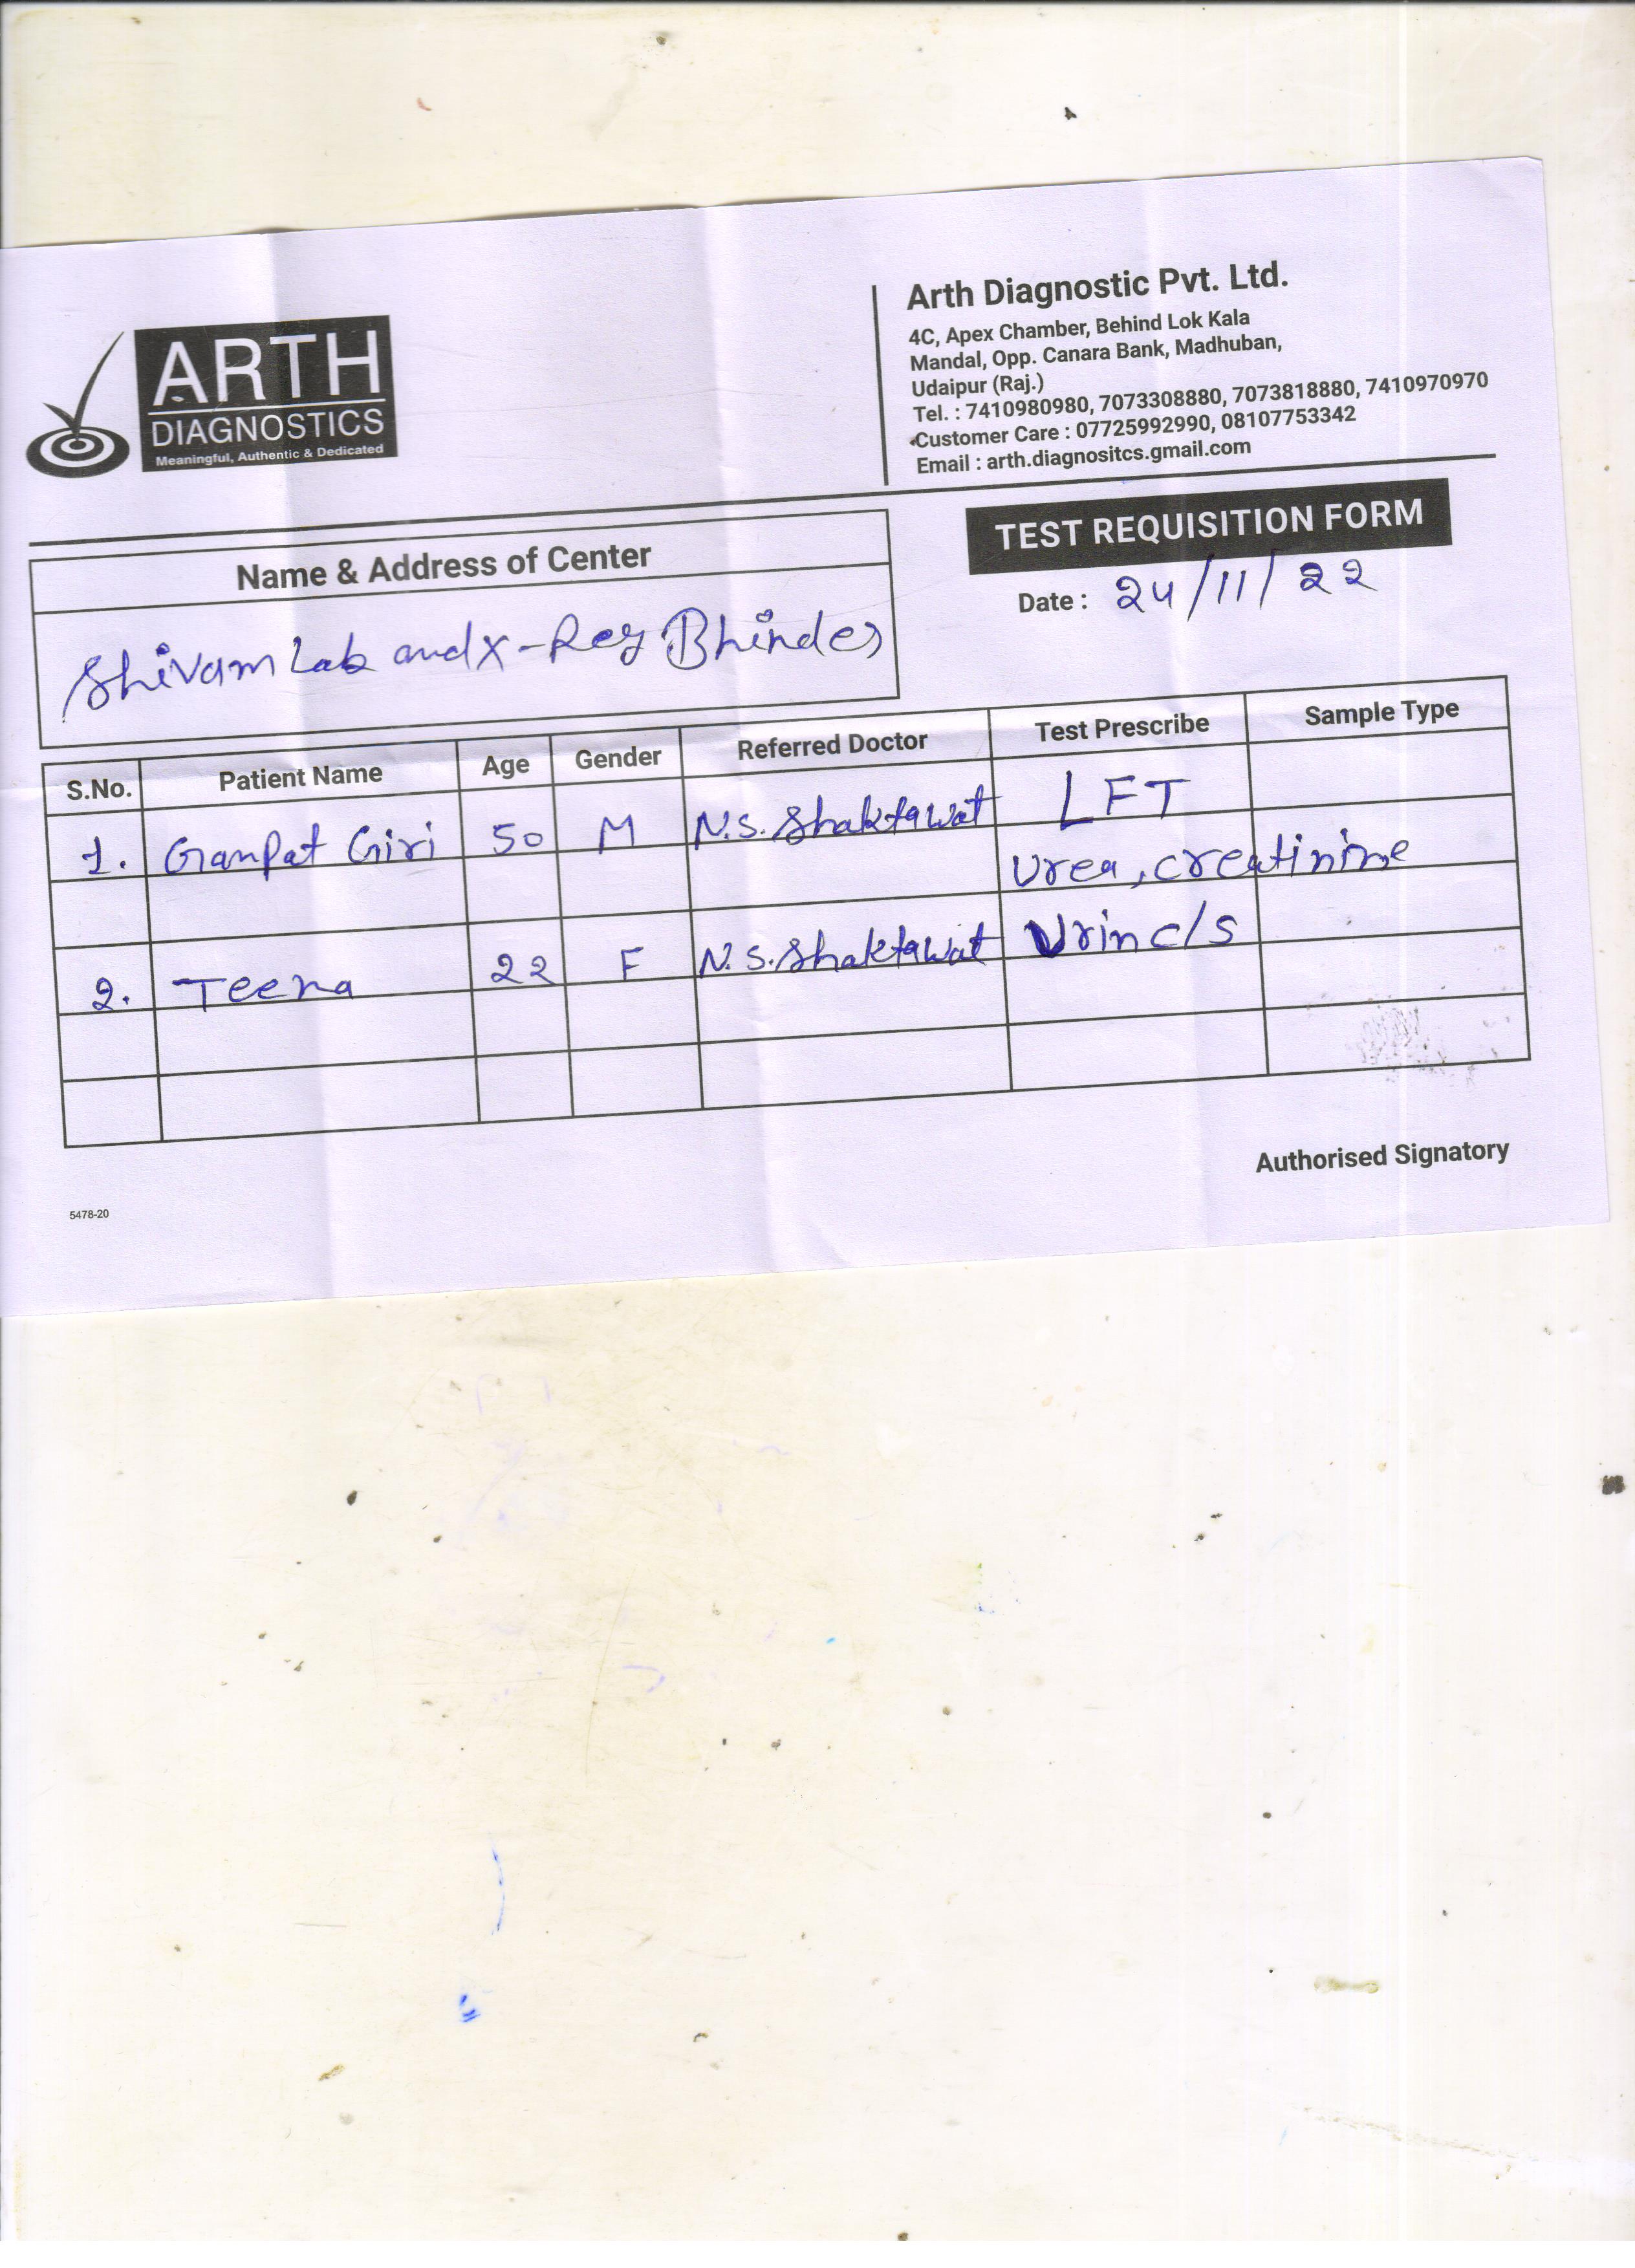 ARTH
DIAGNOSTICS
Meaningful, Authentic & Dedicated
Arth Diagnostic Pvt. Ltd.
4C, Apex Chamber, Behind Lok Kala
Mandal, Opp. Canara Bank, Madhuban,
Udaipur (Raj.)
Tel. : 7410980980, 7073308880, 7073818880, 7410970970
Customer Care : 07725992990, 08107753342
Email : arth.diagnositcs.gmail.com
TEST REQUISITION FORM
Date : 24/11/22
Name & Address of Center
Shivam Lab and X-Rey Bhinder
S.No. Patient Name Age Gender Referred Doctor Test Prescribe Sample Type
1. Ganpat Giri 50 M N.S. Shaktawat LFT
Urea, creatinine
2. Teena 22 F N.S. Shaktawat Urin c/s
Authorised Signatory
5478-20